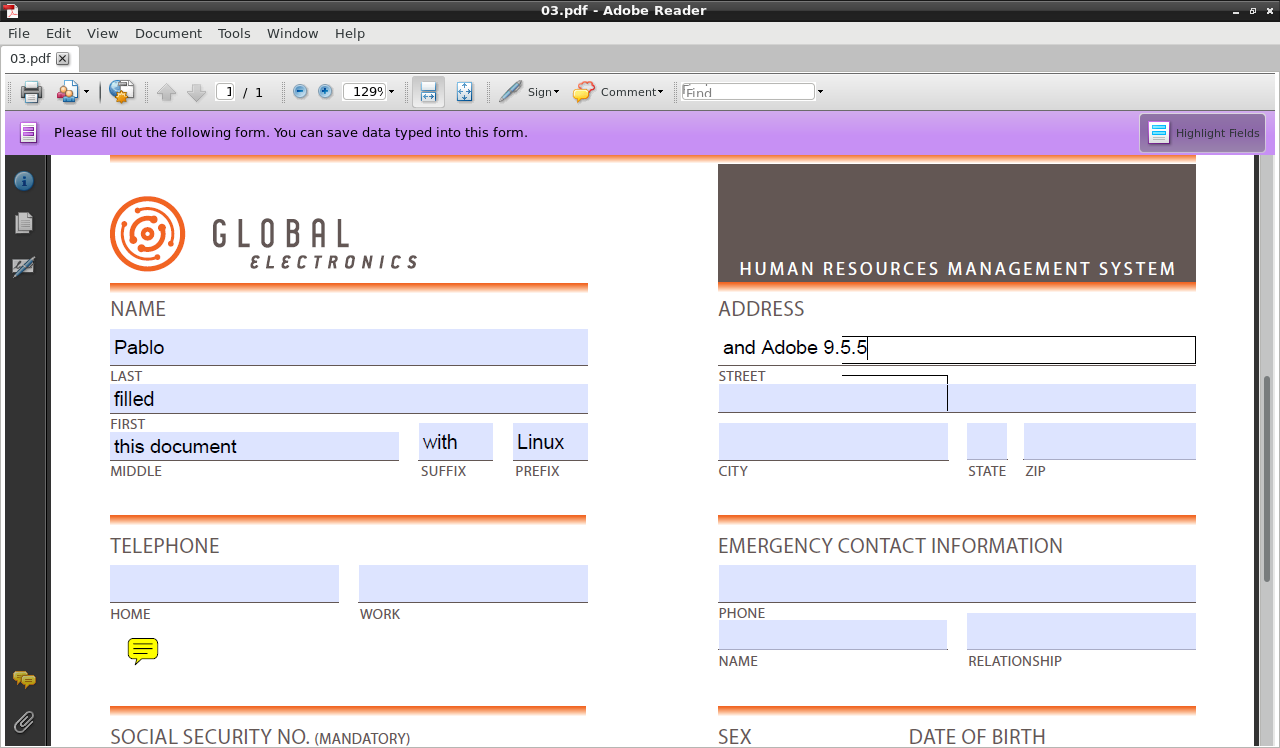 03.pdf - Adobe Reader
File Edit View Document Tools Window Help
03.pdf
1 / 1 129% Sign Comment Find
Please fill out the following form. You can save data typed into this form. Highlight Fields
GLOBAL
ELECTRONICS
HUMAN RESOURCES MANAGEMENT SYSTEM
NAME
Pablo
LAST
filled
FIRST
this document with Linux
MIDDLE SUFFIX PREFIX
ADDRESS
and Adobe 9.5.5
STREET
CITY STATE ZIP
TELEPHONE
HOME WORK
EMERGENCY CONTACT INFORMATION
PHONE
NAME RELATIONSHIP
SOCIAL SECURITY NO. (MANDATORY)
SEX DATE OF BIRTH